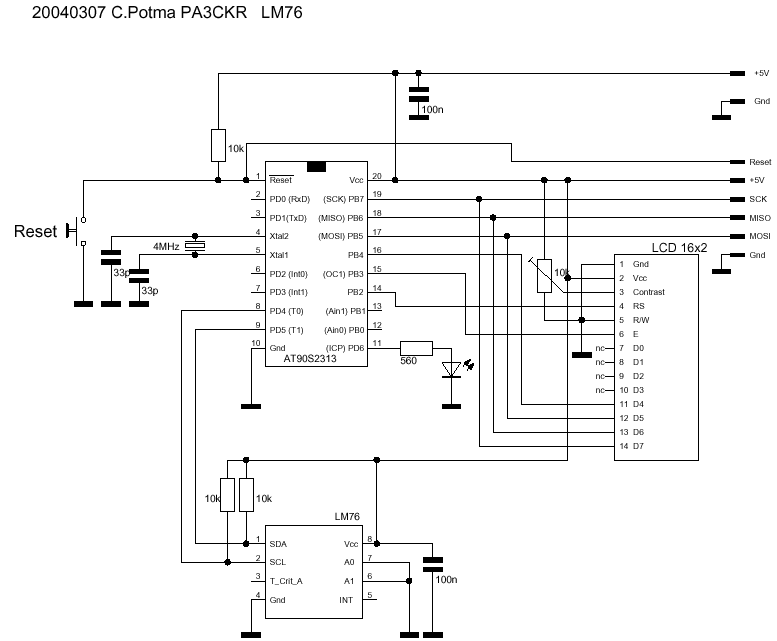 20040307 C.Potma PA3CKR LM76
+5V
100n
Gnd
10k
Reset
1 Reset Vcc 20
+5V
2 PD0 (RxD) (SCK) PB7 19
SCK
3 PD1(TxD) (MISO) PB6 18
MISO
Reset
4 Xtal2 (MOSI) PB5 17
MOSI
4MHz
5 Xtal1 PB4 16
Gnd
LCD 16x2
33p
33p
6 PD2 (Int0) (OC1) PB3 15
10k
7 PD3 (Int1) PB2 14
8 PD4 (T0) (Ain1) PB1 13
9 PD5 (T1) (Ain0) PB0 12
10 Gnd (ICP) PD6 11
AT90S2313
560
1 Gnd
2 Vcc
3 Contrast
4 RS
5 R/W
6 E
nc 7 D0
nc 8 D1
nc 9 D2
nc 10 D3
11 D4
12 D5
13 D6
14 D7
10k
10k
LM76
1 SDA Vcc 8
2 SCL A0 7
3 T_Crit_A A1 6
4 Gnd INT 5
100n